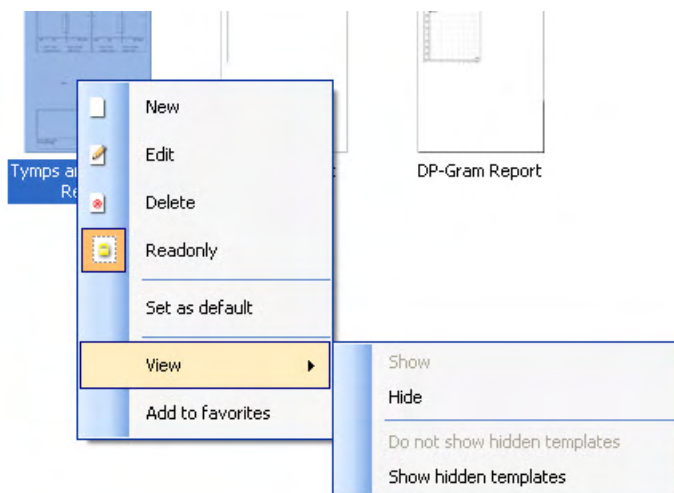 Tymps a
Re
DP-Gram Report
New
Edit
Delete
Readonly
Set as default
View
Add to favorites
Show
Hide
Do not show hidden templates
Show hidden templates